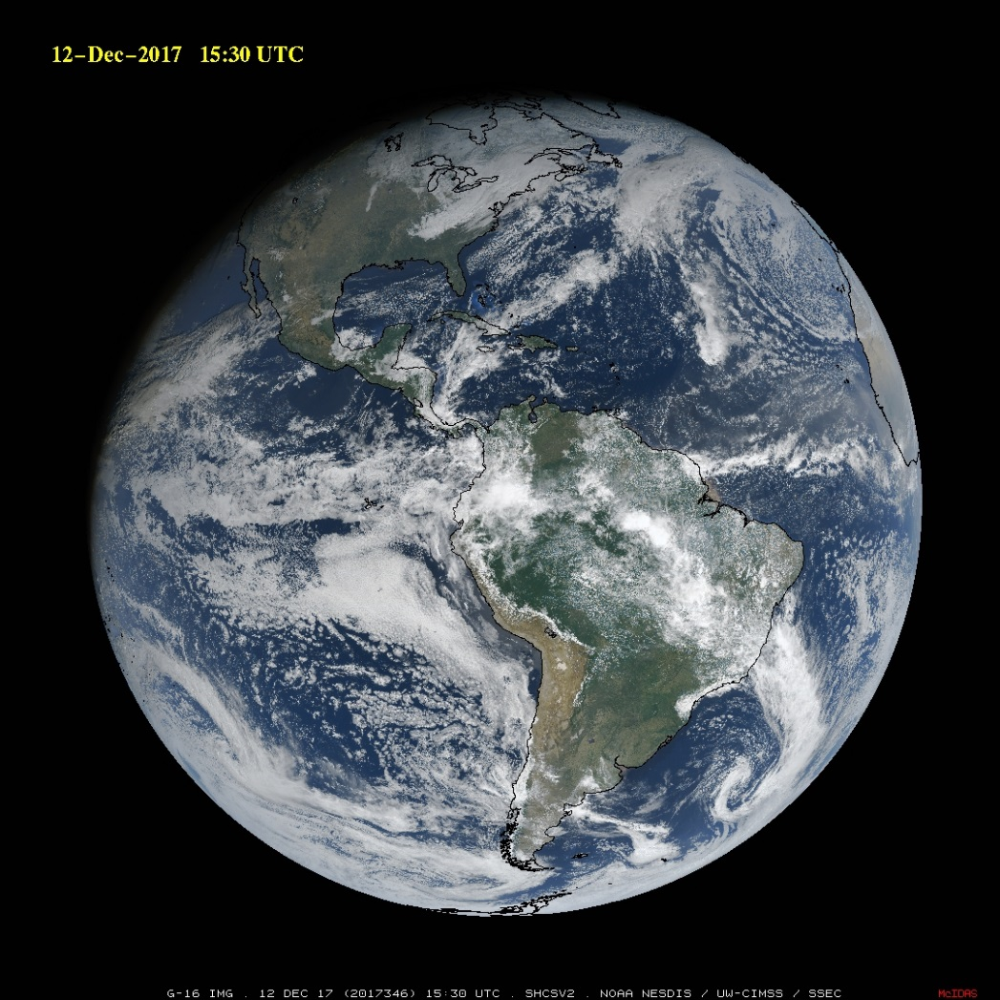 12-Dec-2017 15:30 UTC
G-16 IMG . 12 DEC 17 (2017346) 15:30 UTC . SHCSV2 . NOAA NESDIS / UW-CIMSS / SSEC McIDAS